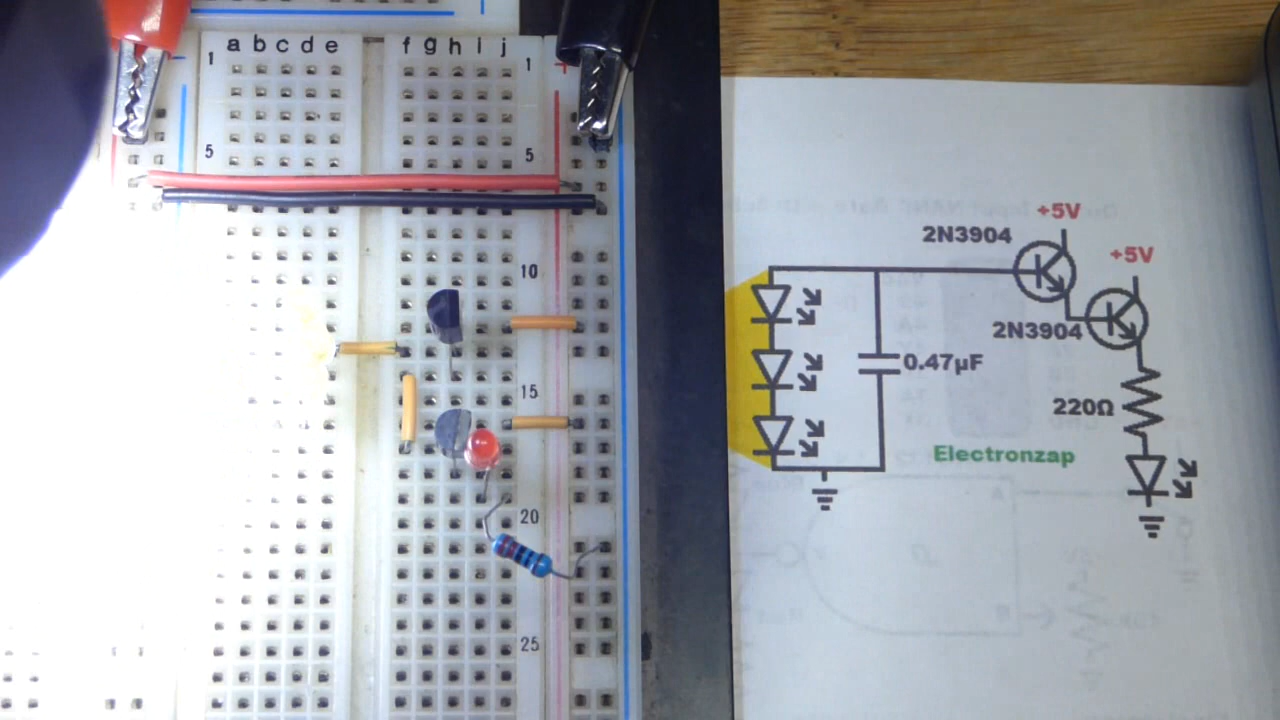 a b c d e f g h i j
1 1
5 5
10
15
20
25
+5V
2N3904
+5V
2N3904
0.47µF
220Ω
Electronzap